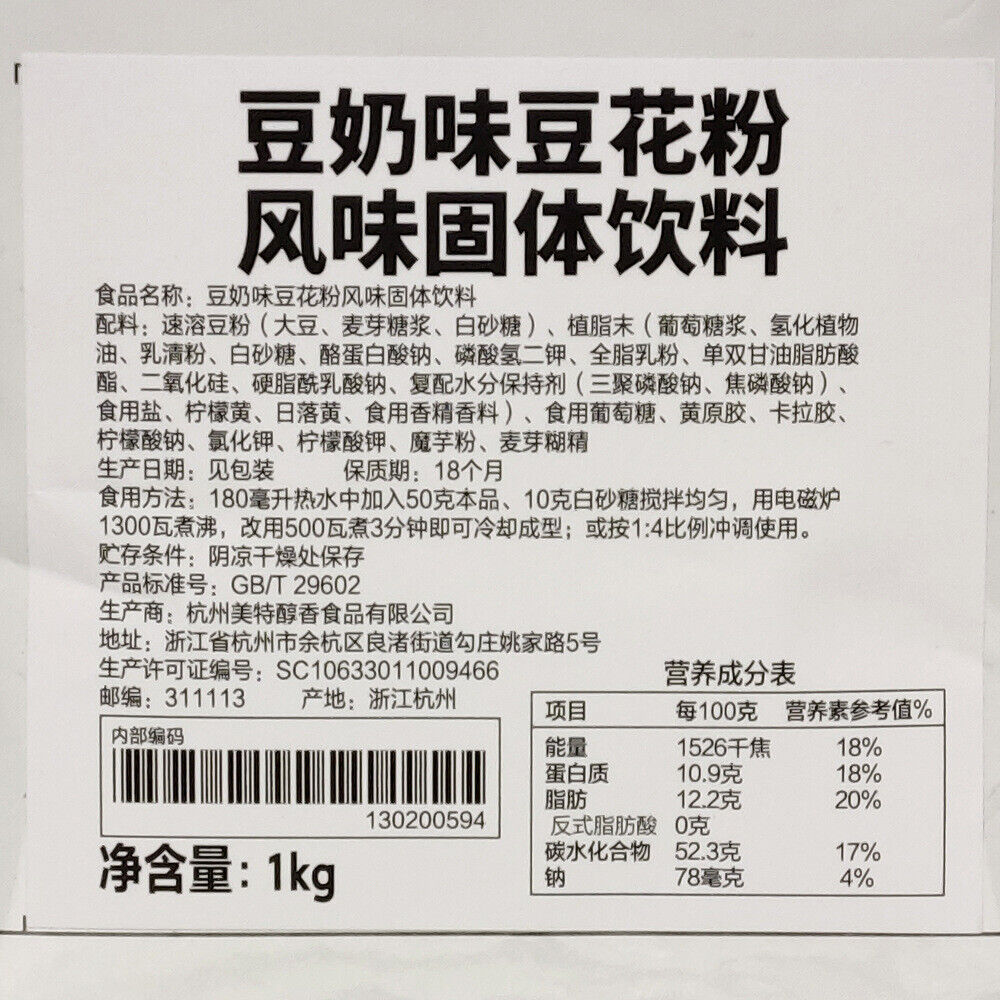 豆奶味豆花粉
风味固体饮料
食品名称：豆奶味豆花粉风味固体饮料
配料：速溶豆粉（大豆、麦芽糖浆、白砂糖）、植脂末（葡萄糖浆、氢化植物
油、乳清粉、白砂糖、酪蛋白酸钠、磷酸氢二钾、全脂乳粉、单双甘油脂肪酸
酯、二氧化硅、硬脂酰乳酸钠、复配水分保持剂（三聚磷酸钠、焦磷酸钠）、
食用盐、柠檬黄、日落黄、食用香精香料）、食用葡萄糖、黄原胶、卡拉胶、
柠檬酸钠、氯化钾、柠檬酸钾、魔芋粉、麦芽糊精
生产日期：见包装 保质期：18个月
食用方法：180毫升热水中加入50克本品、10克白砂糖搅拌均匀，用电磁炉
1300瓦煮沸，改用500瓦煮3分钟即可冷却成型；或按1:4比例冲调使用。
贮存条件：阴凉干燥处保存
产品标准号：GB/T 29602
生产商：杭州美特醇香食品有限公司
地址：浙江省杭州市余杭区良渚街道勾庄姚家路5号
生产许可证编号：SC10633011009466
邮编：311113 产地：浙江杭州
内部编码
130200594
净含量：1kg
营养成分表
项目 每100克 营养素参考值%
能量 1526千焦 18%
蛋白质 10.9克 18%
脂肪 12.2克 20%
反式脂肪酸 0克
碳水化合物 52.3克 17%
钠 78毫克 4%